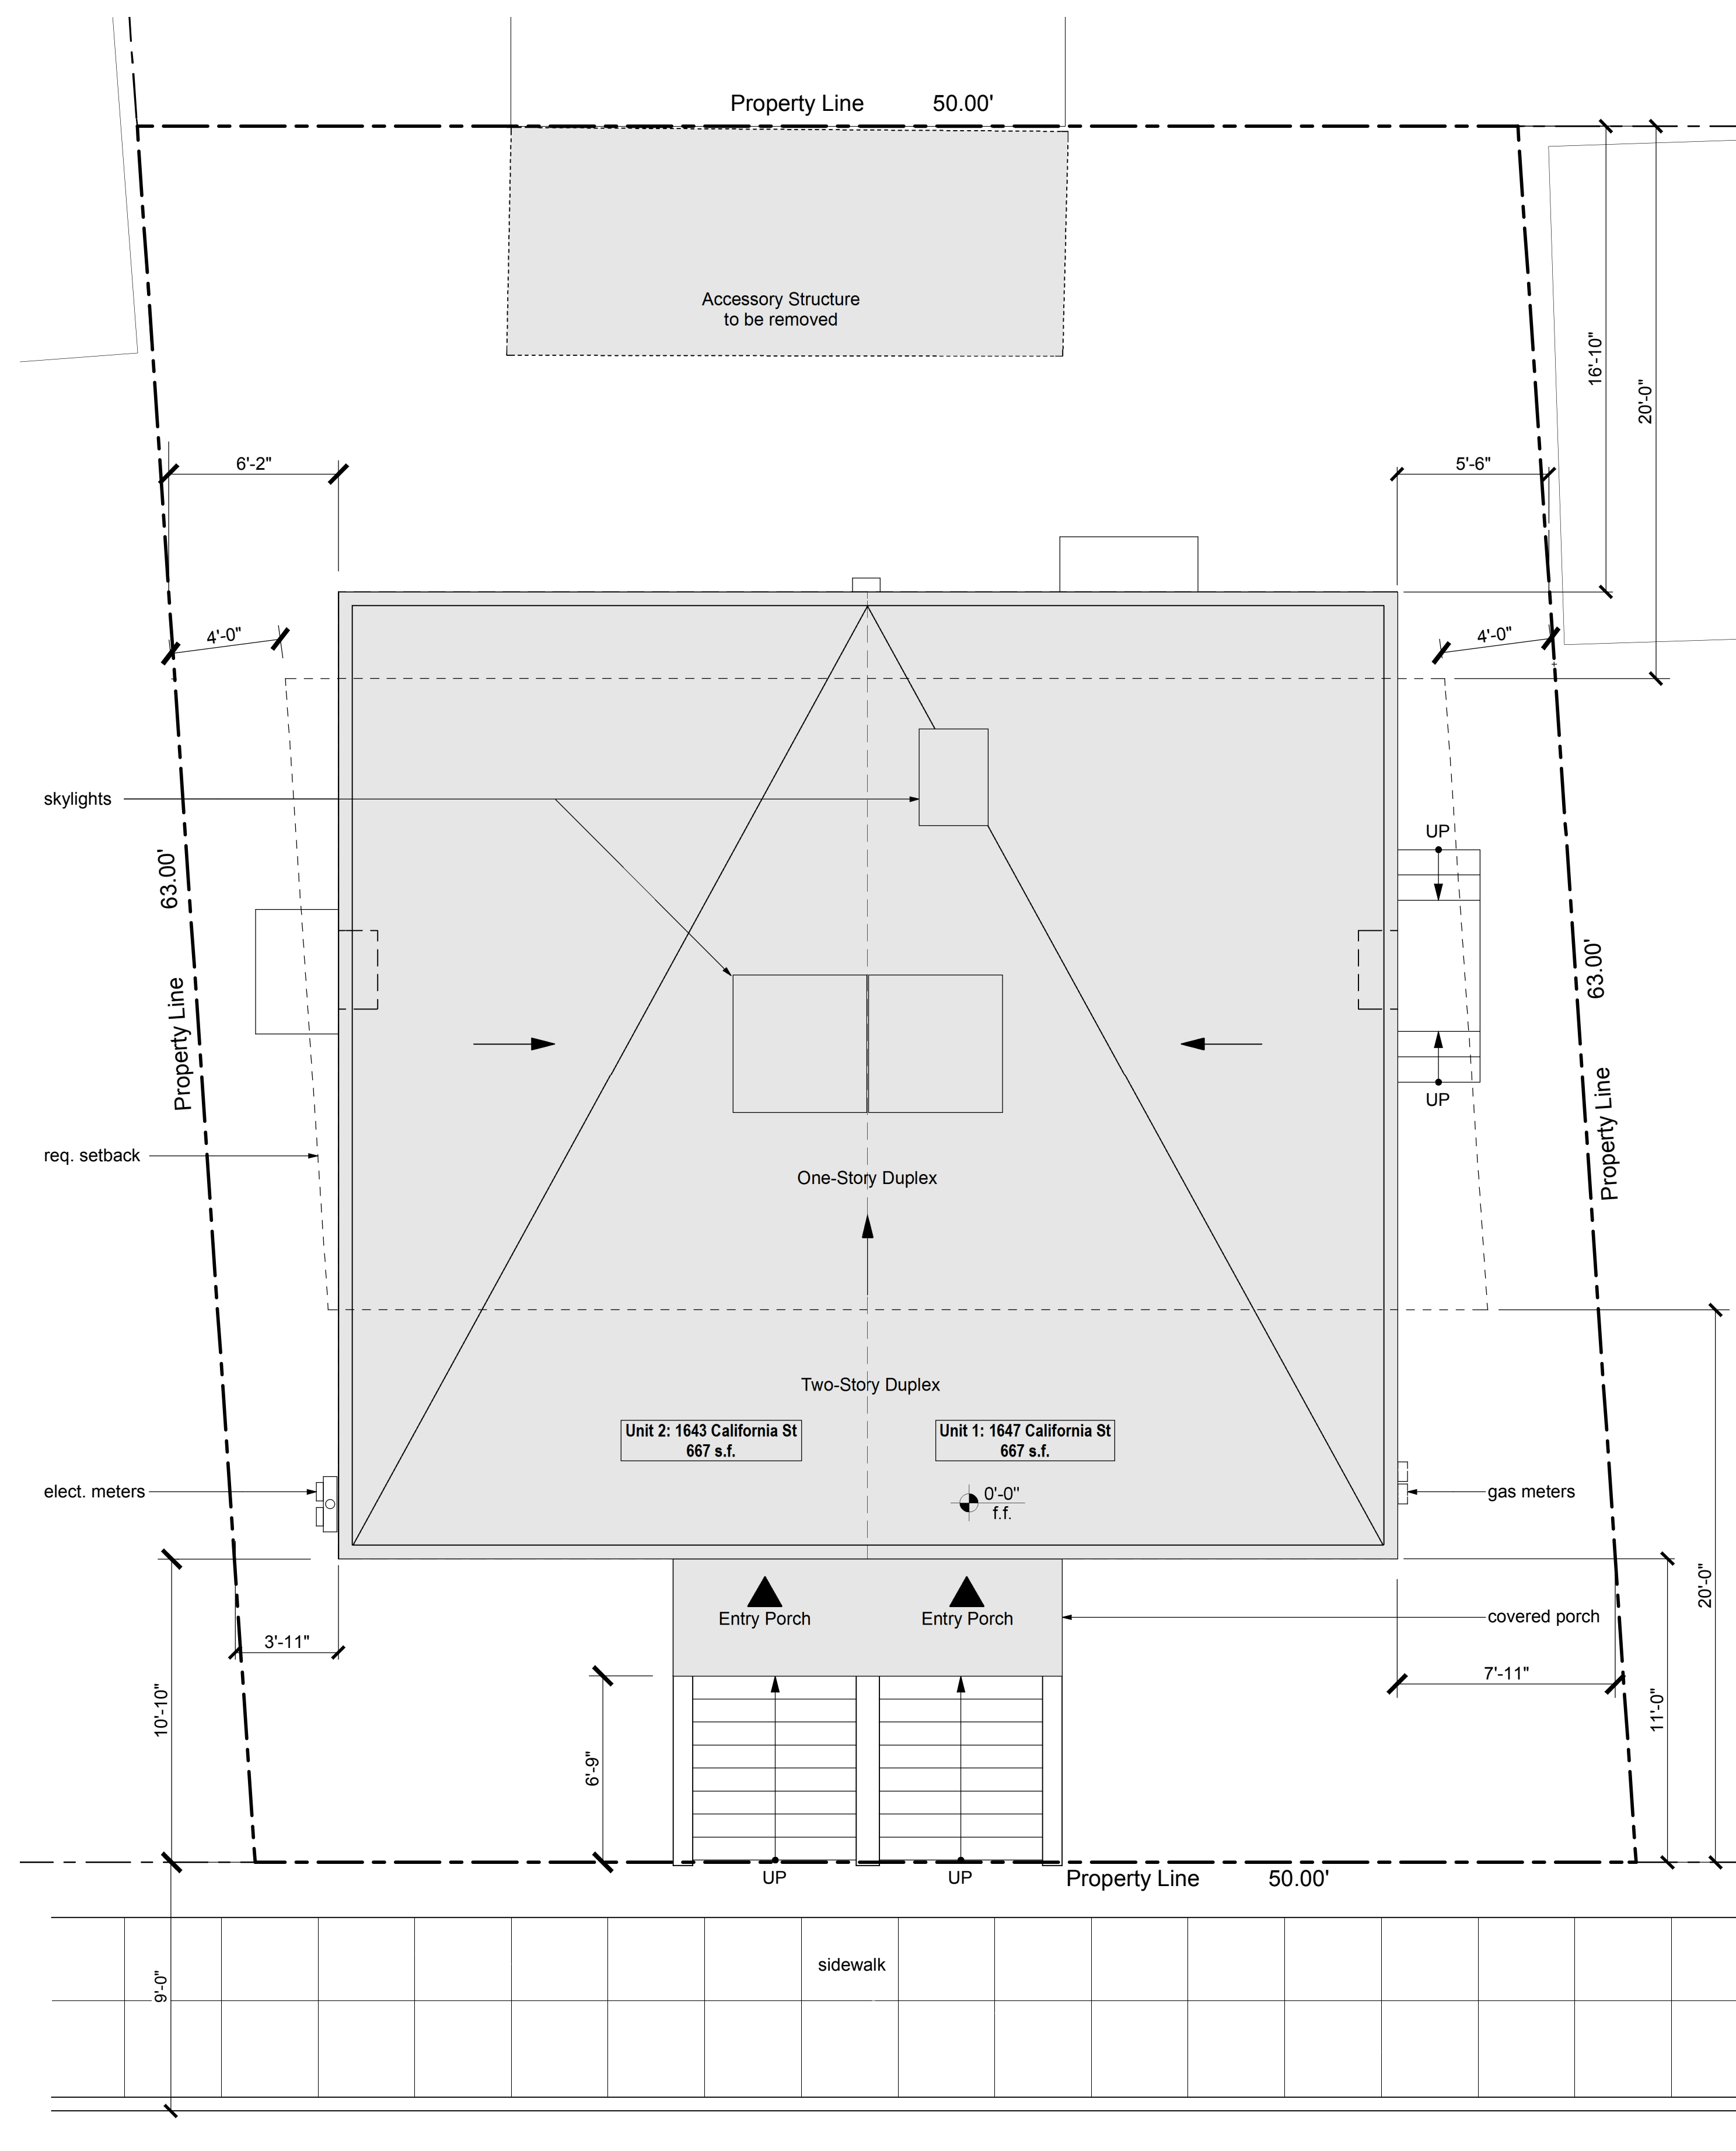 Property Line 50.00'
Accessory Structure
to be removed
16'-10"
20'-0"
6'-2"
5'-6"
4'-0"
4'-0"
skylights
UP
63.00'
Property Line
63.00'
Property Line
UP
req. setback
One-Story Duplex
Two-Story Duplex
Unit 2: 1643 California St
667 s.f.
Unit 1: 1647 California St
667 s.f.
elect. meters
0'-0"
f.f.
gas meters
Entry Porch
Entry Porch
covered porch
20'-0"
3'-11"
7'-11"
10'-10"
11'-0"
6'-9"
UP
UP
Property Line 50.00'
sidewalk
9'-0"